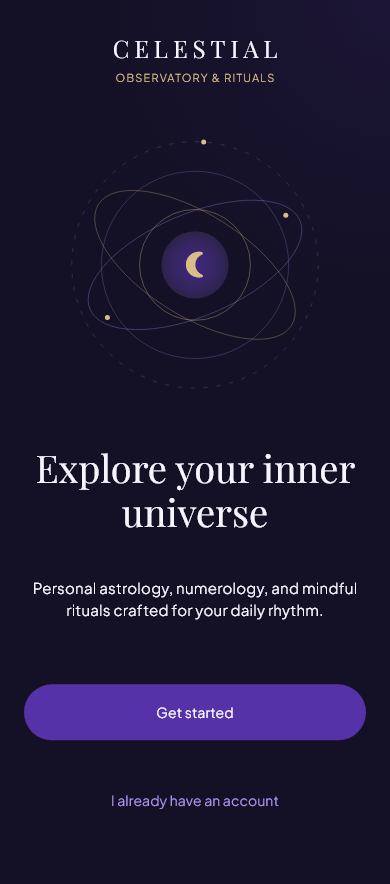 CELESTIAL
OBSERVATORY & RITUALS
Explore your inner
universe
Personal astrology, numerology, and mindful
rituals crafted for your daily rhythm.
Get started
I already have an account